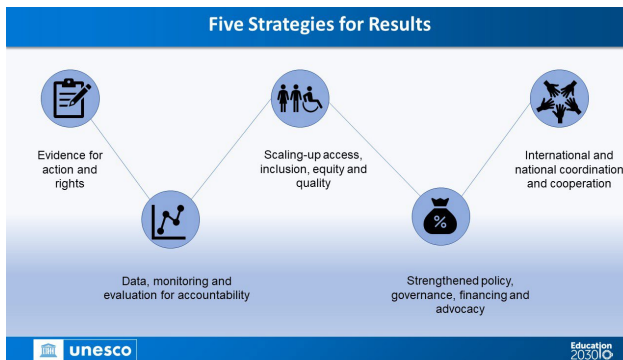 Five Strategies for Results
Evidence for
action and
rights
Scaling-up access,
inclusion, equity and
quality
International and
national coordination
and cooperation
%
Data, monitoring and
evaluation for accountability
Strengthened policy,
governance, financing and
advocacy
unesco
Education
2030